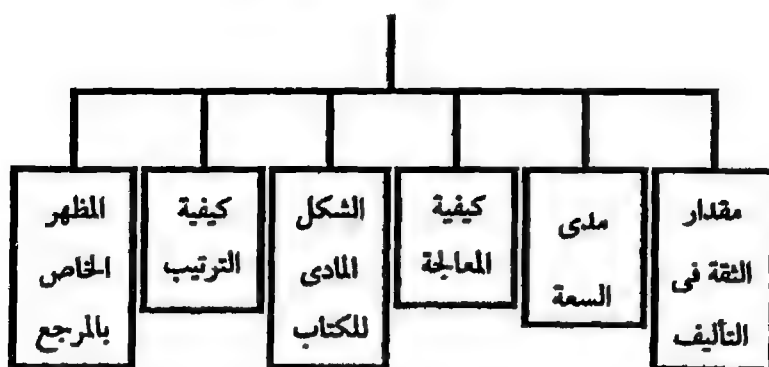 مقدار
الثقة فى
التأليف
مدى
السعة
كيفية
المعالجة
الشكل
المادى
للكتاب
كيفية
الترتيب
المظهر
الخاص
بالمرجع